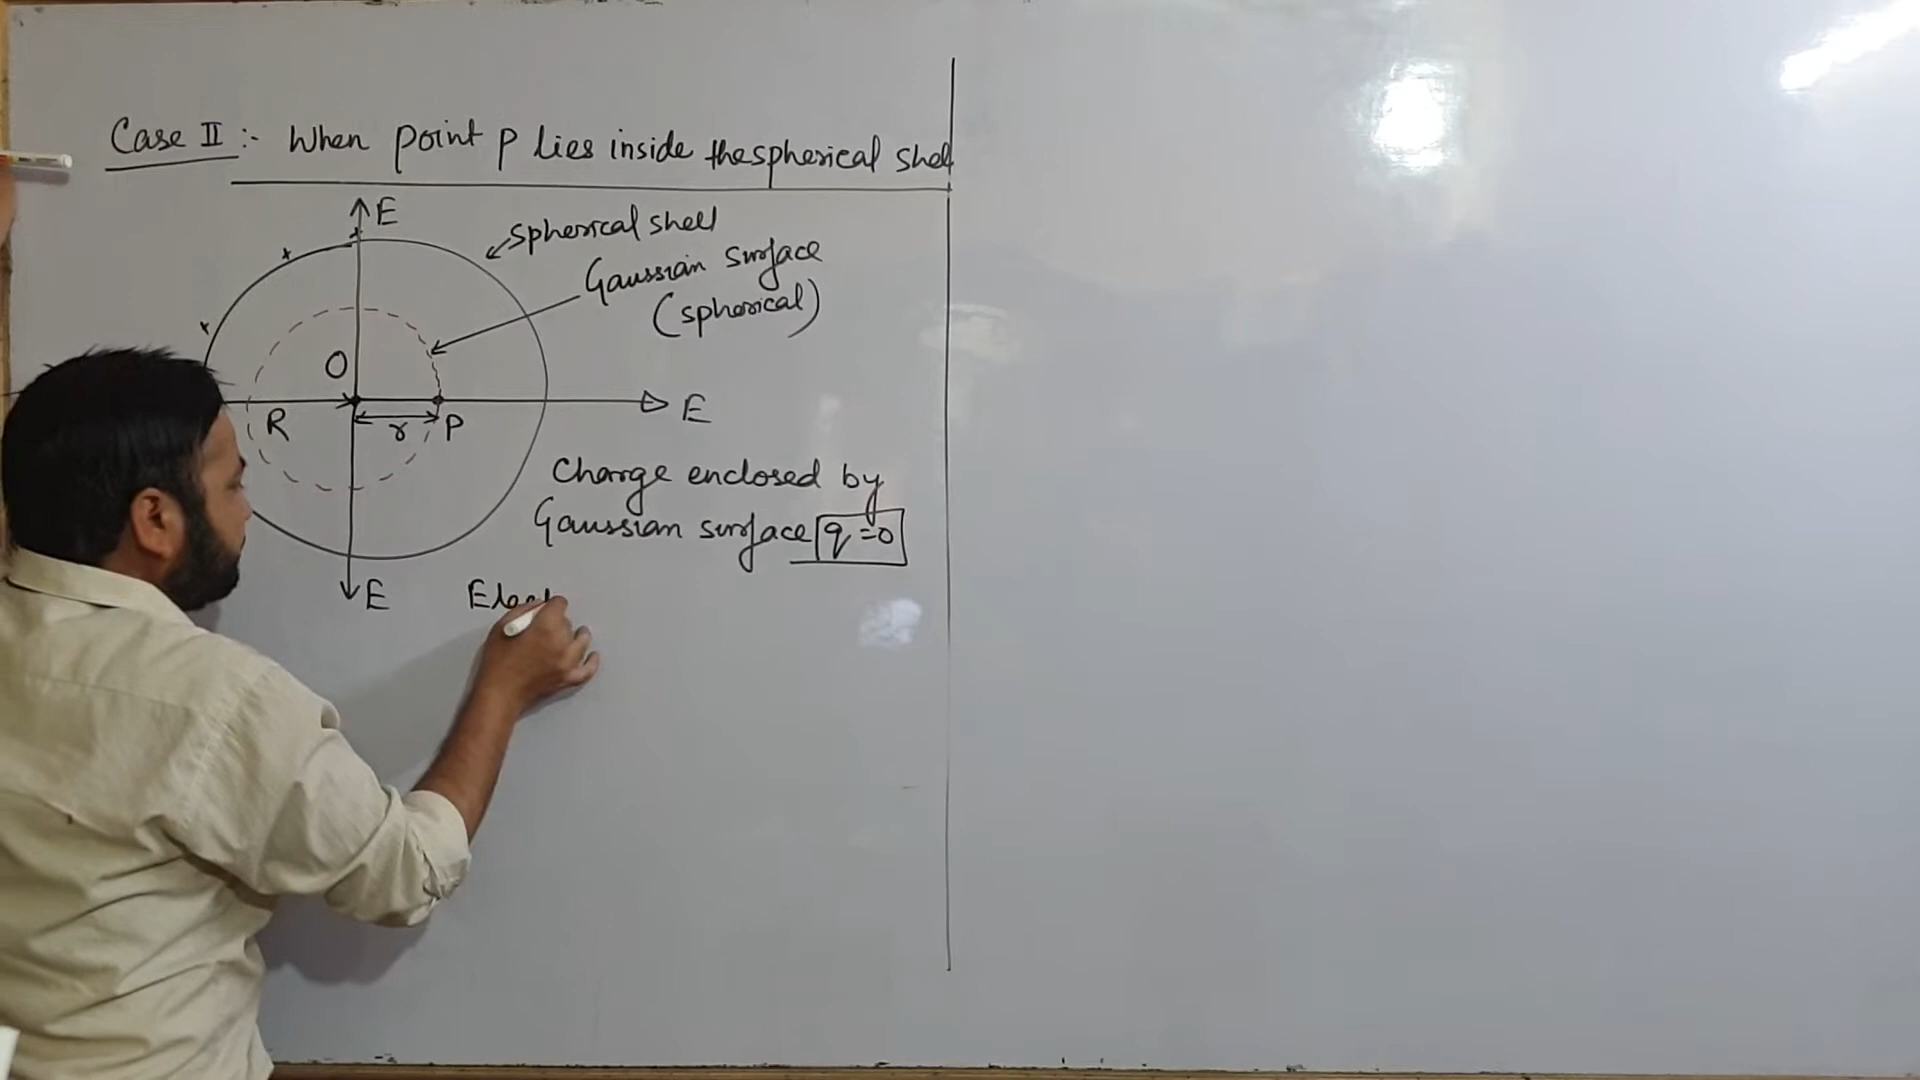 Case II :- When point P lies inside the spherical shell
E
Spherical shell
Gaussian surface
(spherical)
O
E
R
r
P
Charge enclosed by
Gaussian surface q = 0
E
Elect